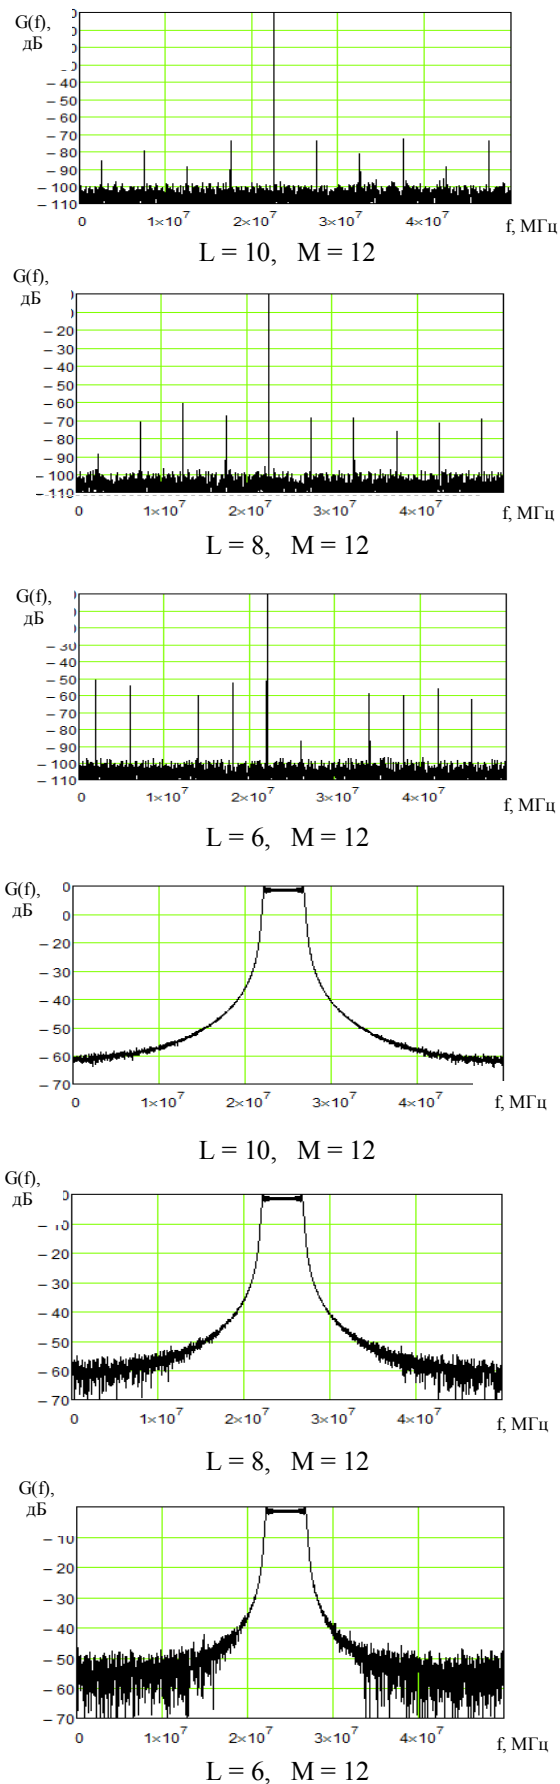 G(f),
дБ
– 40
– 50
– 60
– 70
– 80
– 90
– 100
– 110
0 1×10⁷ 2×10⁷ 3×10⁷ 4×10⁷
f, МГц
L = 10, M = 12
G(f),
дБ
– 20
– 30
– 40
– 50
– 60
– 70
– 80
– 90
– 100
– 110
0 1×10⁷ 2×10⁷ 3×10⁷ 4×10⁷
f, МГц
L = 8, M = 12
G(f),
дБ
– 40
– 50
– 60
– 70
– 80
– 90
– 100
– 110
0 1×10⁷ 2×10⁷ 3×10⁷ 4×10⁷
f, МГц
L = 6, M = 12
G(f),
дБ
0
0
– 20
– 30
– 40
– 50
– 60
– 70
0 1×10⁷ 2×10⁷ 3×10⁷ 4×10⁷
f, МГц
L = 10, M = 12
G(f),
дБ
– 10
– 20
– 30
– 40
– 50
– 60
– 70
0 1×10⁷ 2×10⁷ 3×10⁷ 4×10⁷
f, МГц
L = 8, M = 12
G(f),
дБ
– 10
– 20
– 30
– 40
– 50
– 60
– 70
0 1×10⁷ 2×10⁷ 3×10⁷ 4×10⁷
f, МГц
L = 6, M = 12